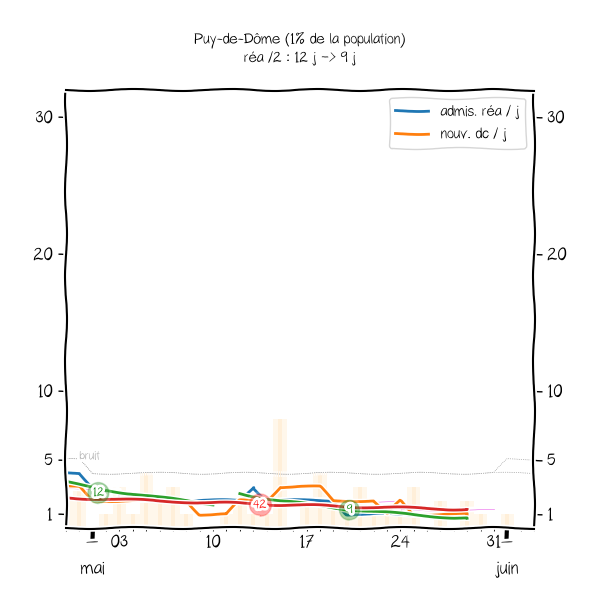 Puy-de-Dôme (1% de la population)
réa /2 : 12 j -> 9 j
admis. réa / j
nouv. dc / j
30 30
20 20
10 10
5 bruit 5
1 1
12
42
9
03 10 17 24 31
mai juin